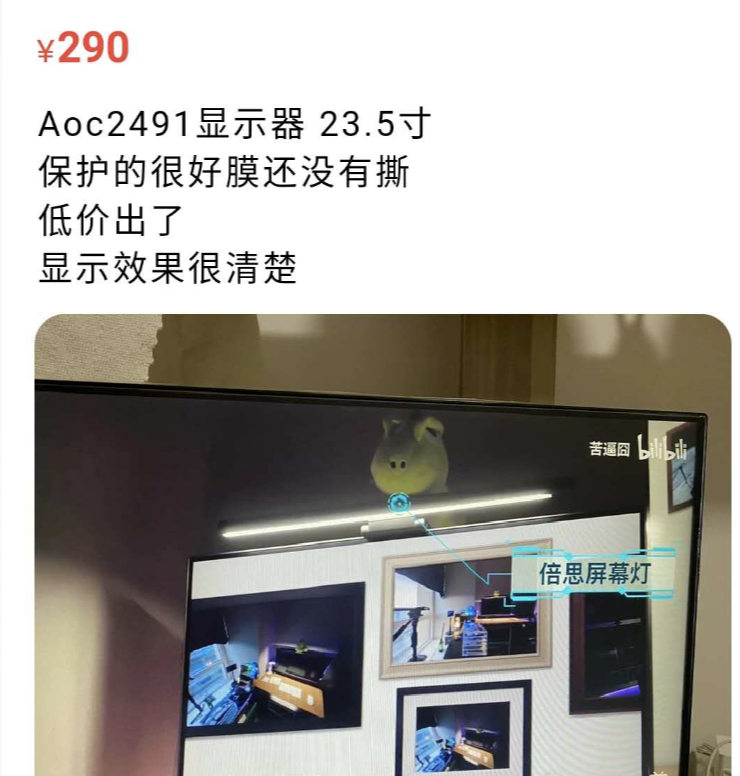 ¥290
Aoc2491显示器 23.5寸
保护的很好膜还没有撕
低价出了
显示效果很清楚
苦逼囧 bilibili
倍思屏幕灯